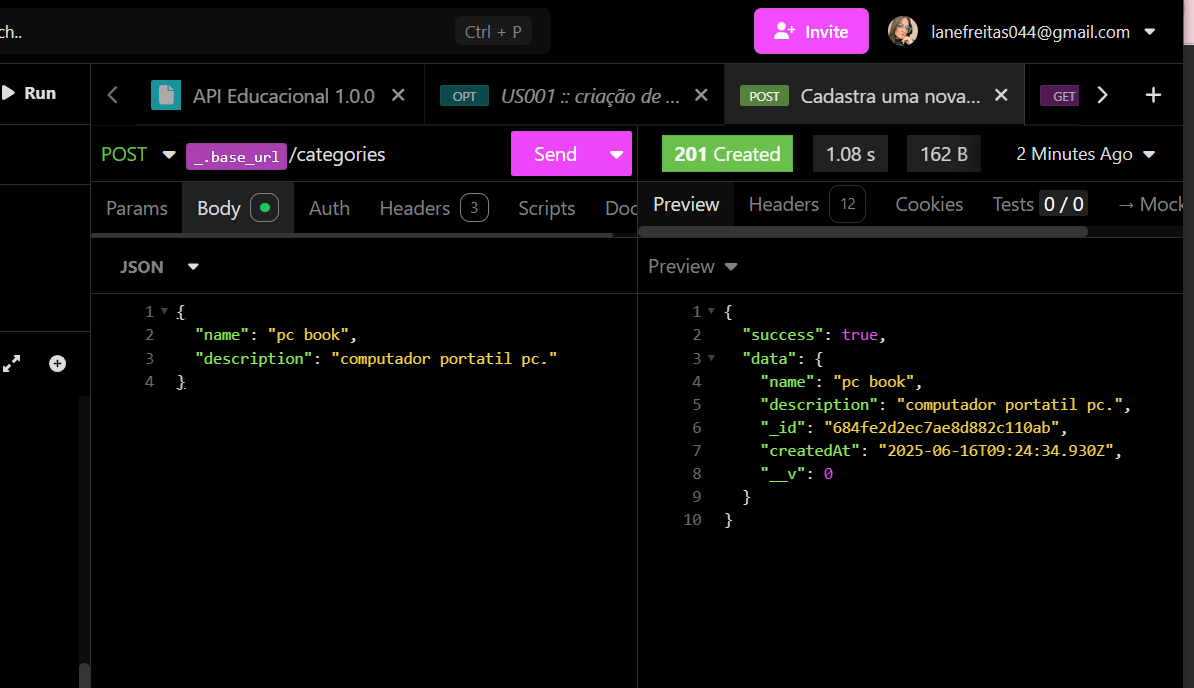 ch.. Ctrl + P Invite lanefreitas044@gmail.com
Run API Educacional 1.0.0 OPT US001 :: criação de ... POST Cadastra uma nova... GET
POST _.base_url /categories Send 201 Created 1.08 s 162 B 2 Minutes Ago
Params Body Auth Headers 3 Scripts Doc Preview Headers 12 Cookies Tests 0 / 0 → Mock
JSON Preview
1 {
2 "name": "pc book",
3 "description": "computador portatil pc."
4 }
1 {
2 "success": true,
3 "data": {
4 "name": "pc book",
5 "description": "computador portatil pc.",
6 "_id": "684fe2d2ec7ae8d882c110ab",
7 "createdAt": "2025-06-16T09:24:34.930Z",
8 "__v": 0
9 }
10 }